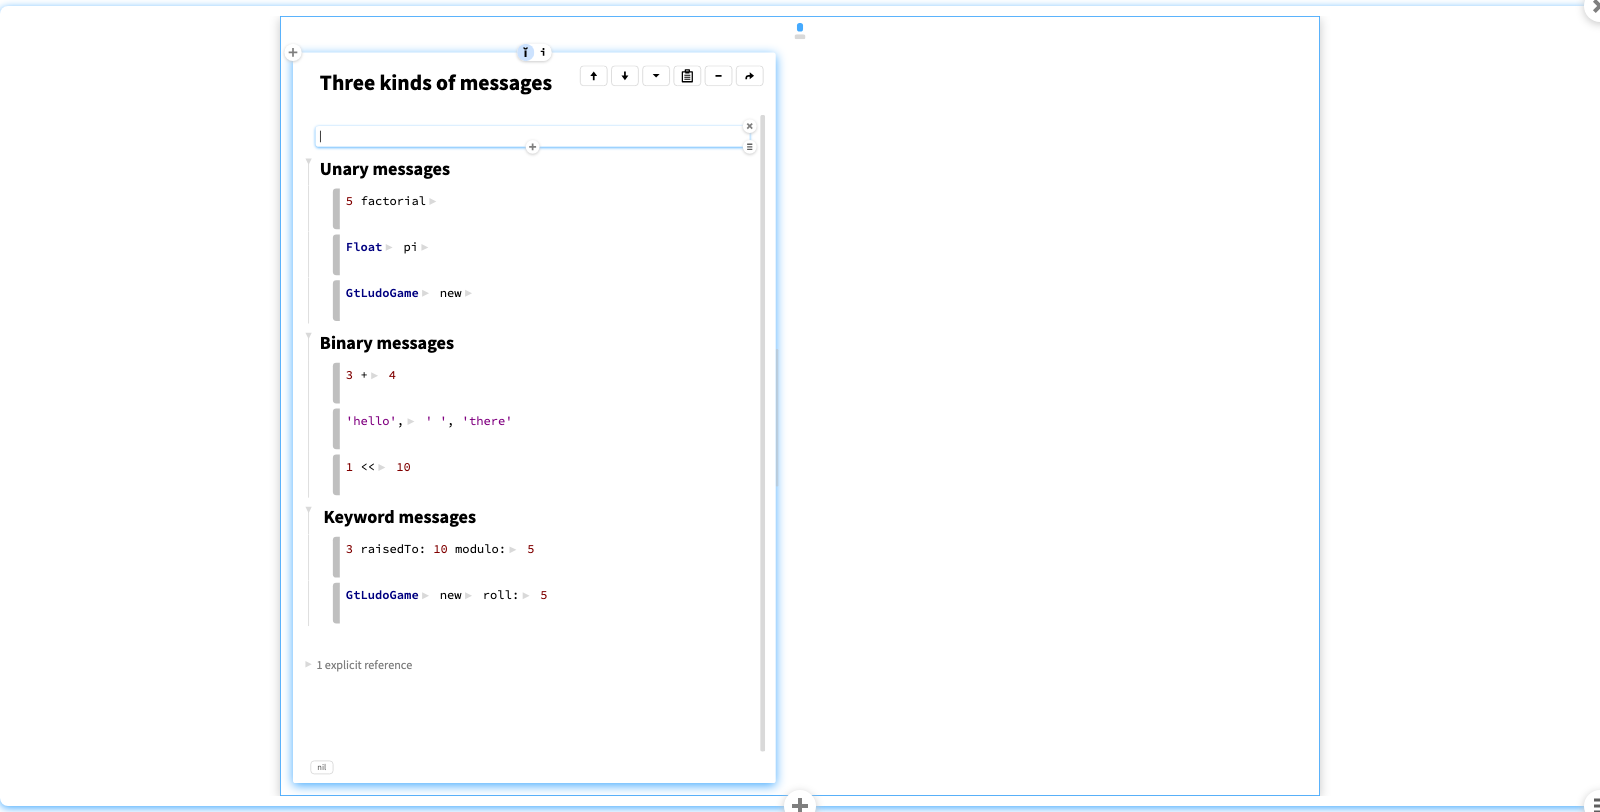 Three kinds of messages
Unary messages
5 factorial
Float pi
GtLudoGame new
Binary messages
3 + 4
'hello', ' ', 'there'
1 << 10
Keyword messages
3 raisedTo: 10 modulo: 5
GtLudoGame new roll: 5
1 explicit reference
nil